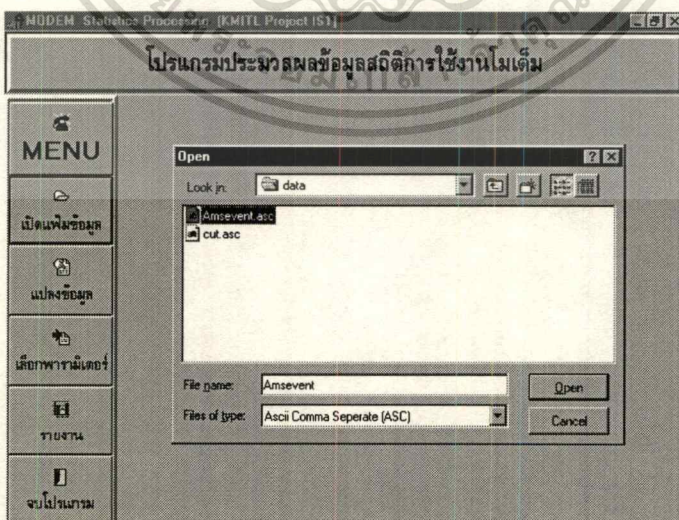 MODEM Statistics Processing [KMITL Project IS1]
โปรแกรมประมวลผลข้อมูลสถิติการใช้งานโมเด็ม
MENU
เปิดแฟ้มข้อมูล
แปลงข้อมูล
เลือกพารามิเตอร์
รายงาน
จบโปรแกรม
Open
Look in:
data
Amsevent.asc
cut.asc
File name:
Amsevent
Open
Files of type:
Ascii Comma Seperate (ASC)
Cancel